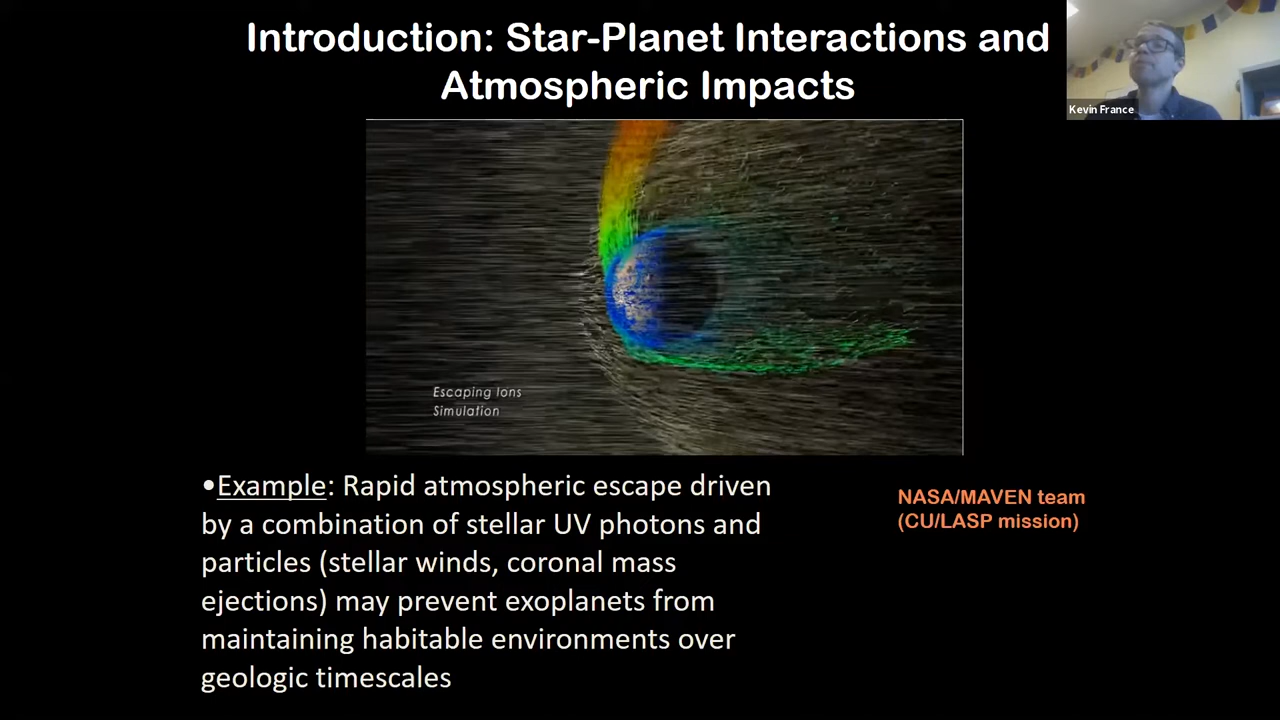 Introduction: Star-Planet Interactions and
Atmospheric Impacts
Kevin France
Escaping Ions
Simulation
•Example: Rapid atmospheric escape driven
by a combination of stellar UV photons and
particles (stellar winds, coronal mass
ejections) may prevent exoplanets from
maintaining habitable environments over
geologic timescales
NASA/MAVEN team
(CU/LASP mission)